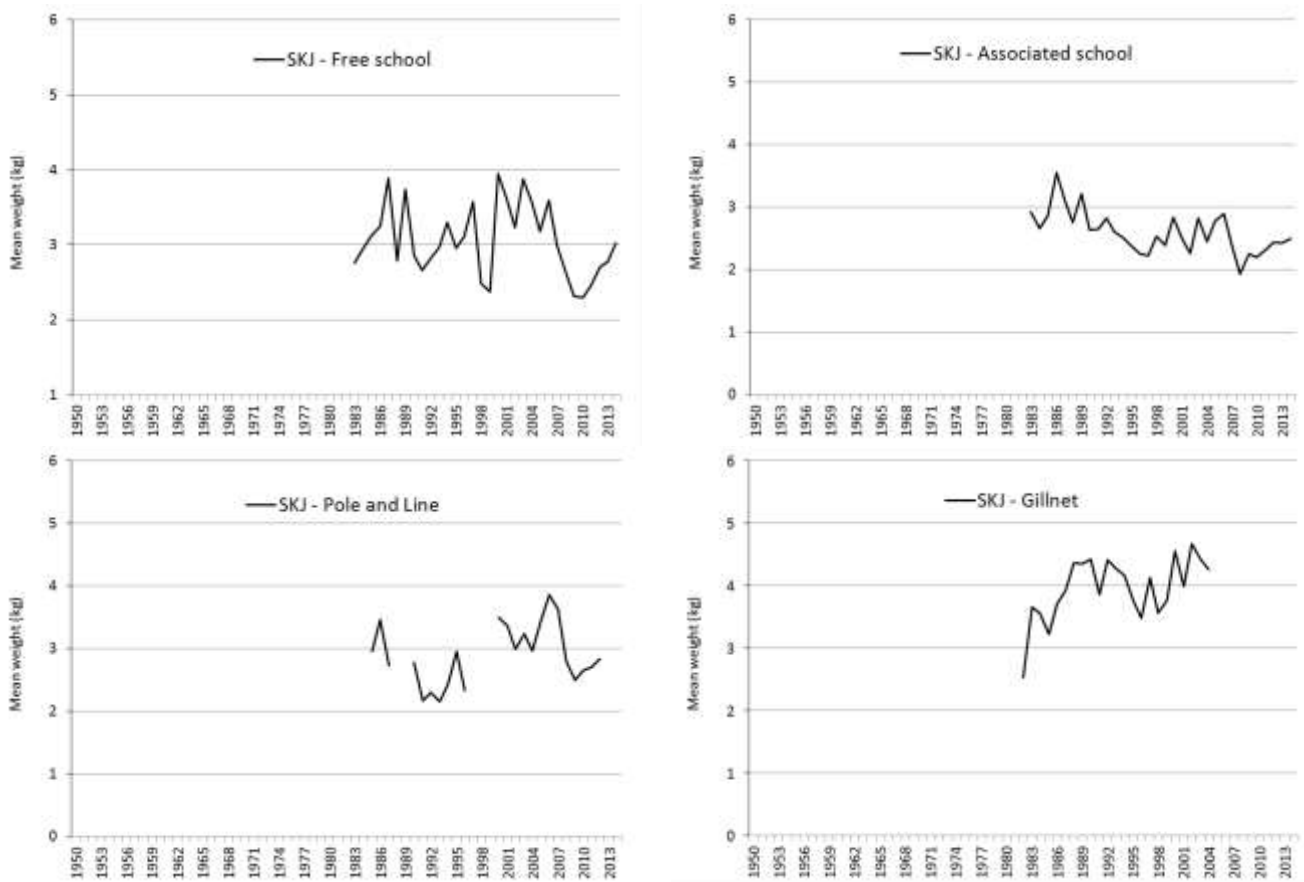 SKJ - Free school
Mean weight (kg)
6
5
4
3
2
1
1950 1953 1956 1959 1962 1965 1968 1971 1974 1977 1980 1983 1986 1989 1992 1995 1998 2001 2004 2007 2010 2013
SKJ - Associated school
Mean weight (kg)
6
5
4
3
2
1
0
1950 1953 1956 1959 1962 1965 1968 1971 1974 1977 1980 1983 1986 1989 1992 1995 1998 2001 2004 2007 2010 2013
SKJ - Pole and Line
Mean weight (kg)
6
5
4
3
2
1
0
1950 1953 1956 1959 1962 1965 1968 1971 1974 1977 1980 1983 1986 1989 1992 1995 1998 2001 2004 2007 2010 2013
SKJ - Gillnet
Mean weight (kg)
6
5
4
3
2
1
0
1950 1953 1956 1959 1962 1965 1968 1971 1974 1977 1980 1983 1986 1989 1992 1995 1998 2001 2004 2007 2010 2013